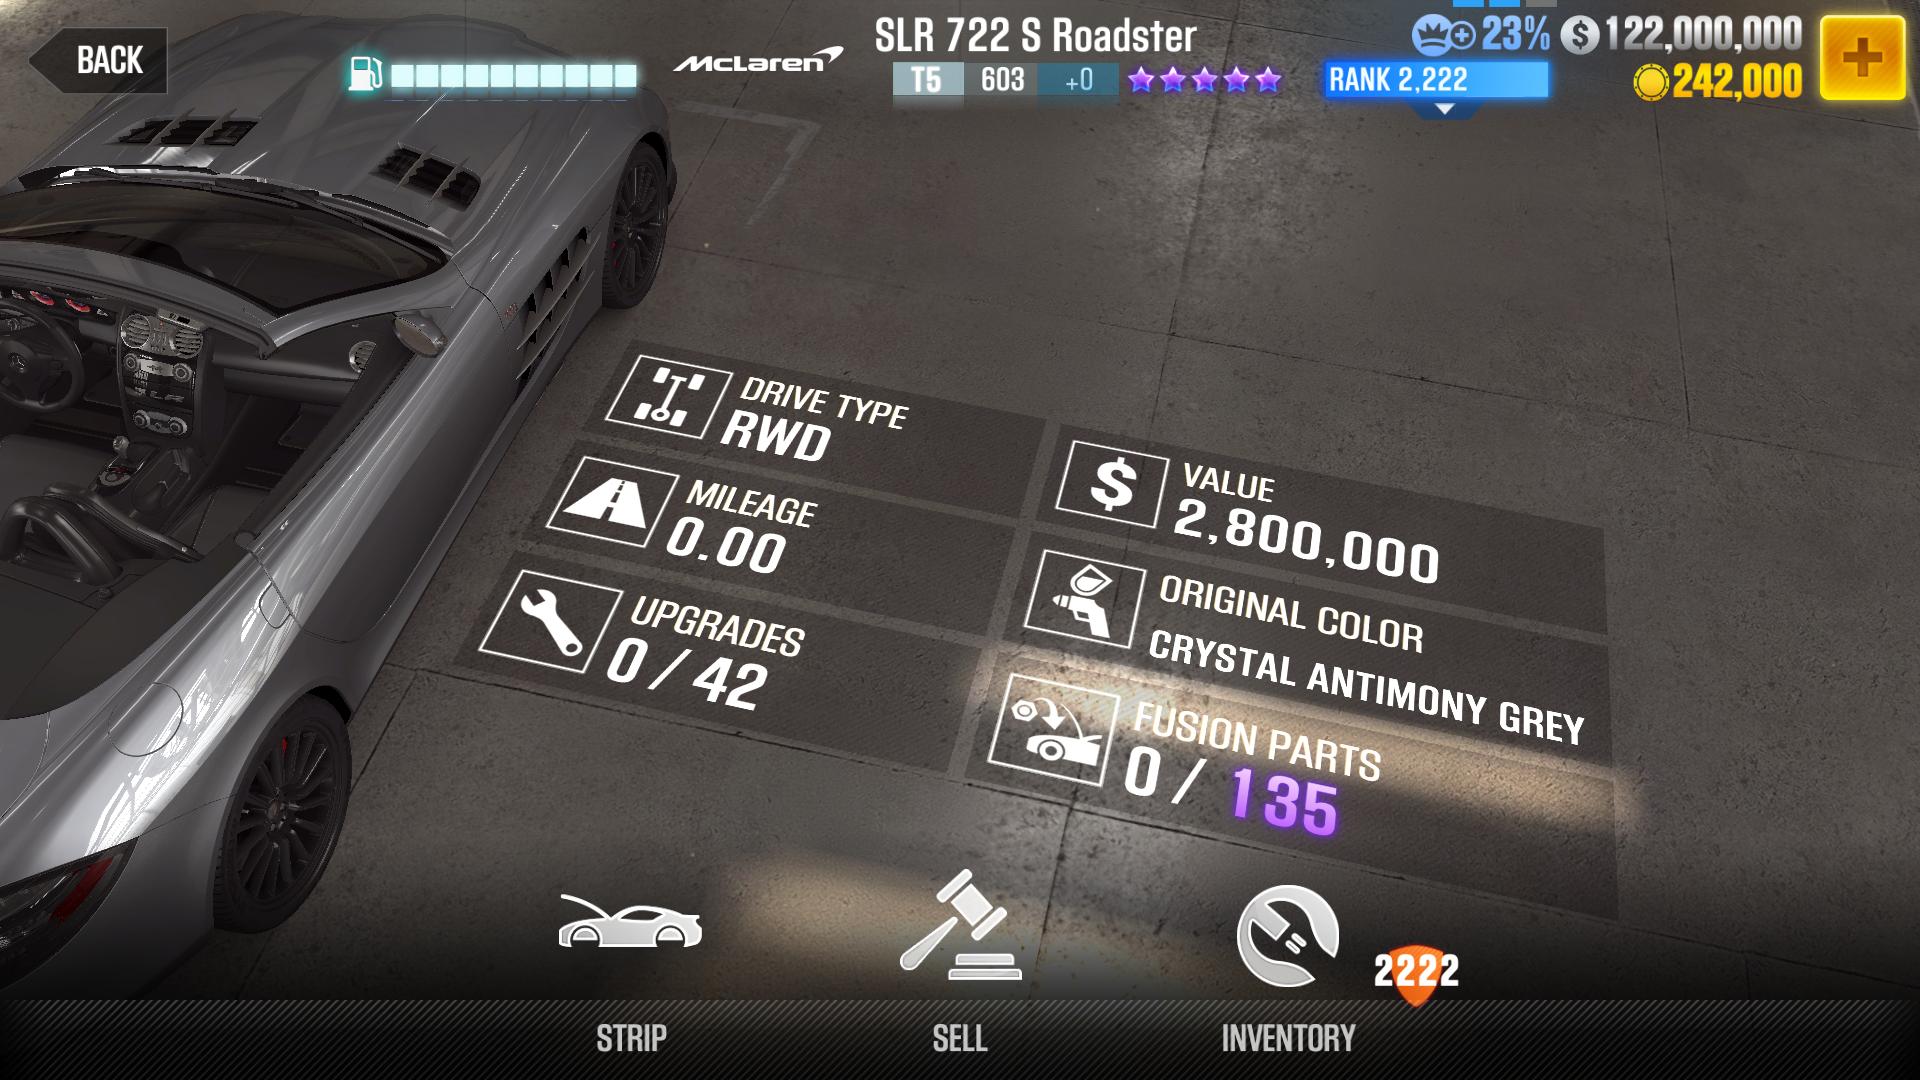 BACK
McLaren
SLR 722 S Roadster
T5 603 +0
23%
122,000,000
RANK 2,222
242,000
DRIVE TYPE
RWD
MILEAGE
0.00
UPGRADES
0 / 42
VALUE
2,800,000
ORIGINAL COLOR
CRYSTAL ANTIMONY GREY
FUSION PARTS
0 / 135
2222
STRIP
SELL
INVENTORY